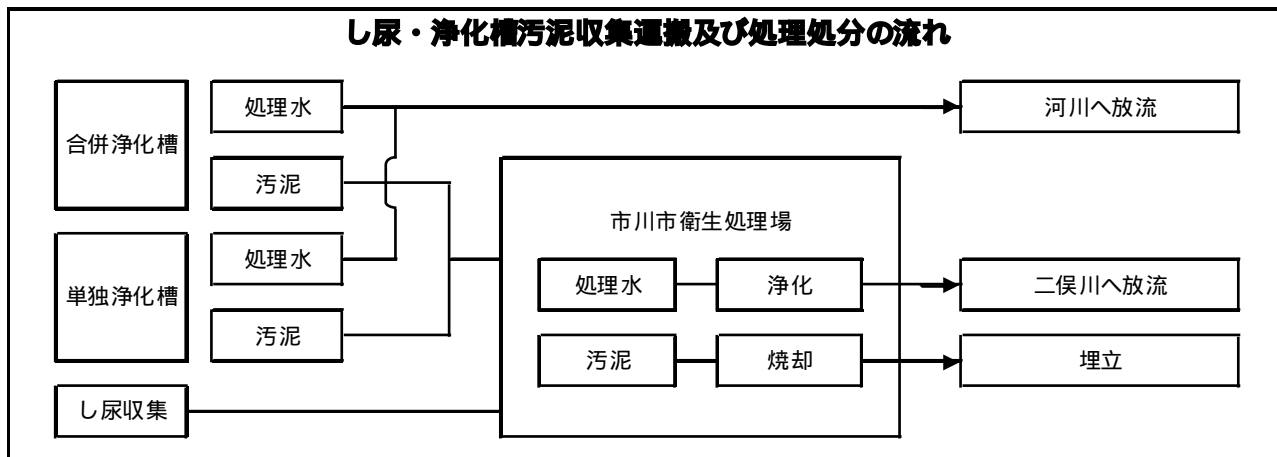 し尿・浄化槽汚泥収集運搬及び処理処分の流れ
合併浄化槽
処理水
河川へ放流
汚泥
単独浄化槽
処理水
汚泥
し尿収集
市川市衛生処理場
処理水
浄化
二俣川へ放流
汚泥
焼却
埋立